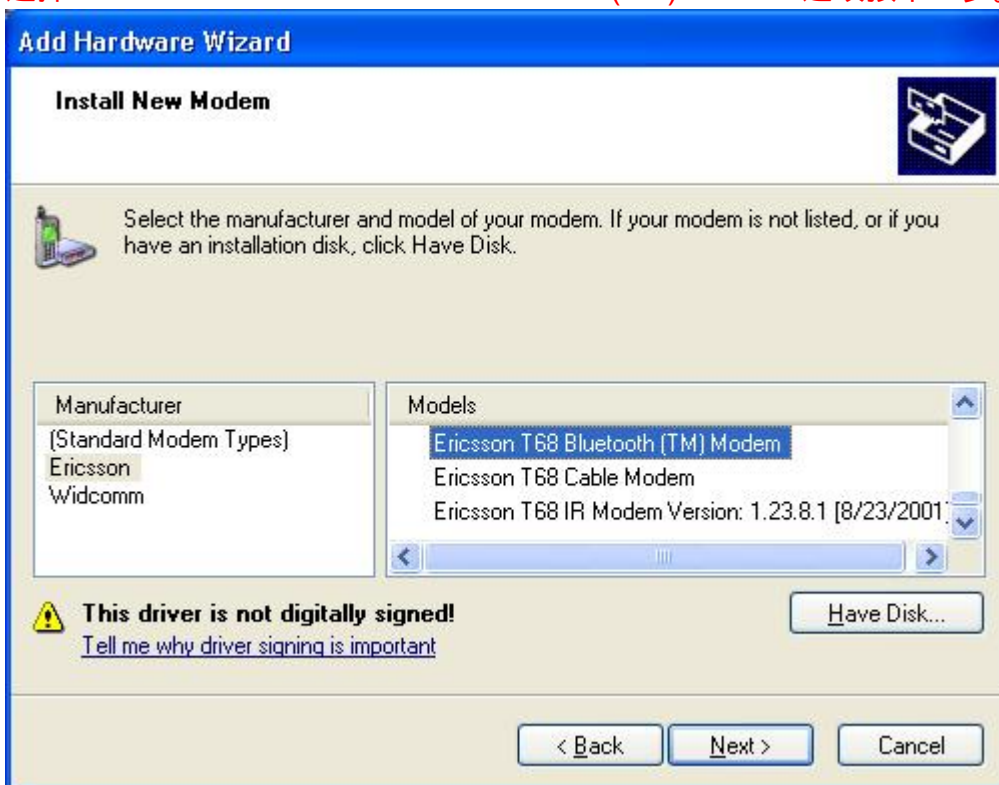 Add Hardware Wizard
Install New Modem
Select the manufacturer and model of your modem. If your modem is not listed, or if you
have an installation disk, click Have Disk.
Manufacturer
(Standard Modem Types)
Ericsson
Widcomm
Models
Ericsson T68 Bluetooth (TM) Modem
Ericsson T68 Cable Modem
Ericsson T68 IR Modem Version: 1.23.8.1 [8/23/2001]
This driver is not digitally signed!
Tell me why driver signing is important
Have Disk...
< Back
Next >
Cancel